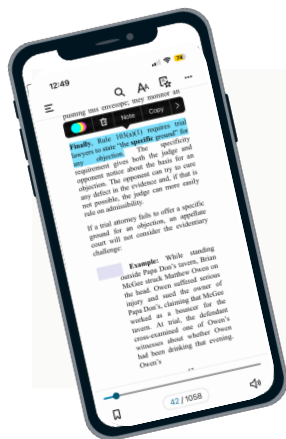 12:49
74
AA
pushing this envelope; they monitor an
Note
Copy
Finally, Rule 103(a)(1) requires trial
lawyers to state "the specific ground" for
any objection. The specificity
requirement gives both the judge and
opponent notice about the basis for an
objection. The opponent can try to cure
any defect in the evidence and, if that is
not possible, the judge can more easily
rule on admissibility.
If a trial attorney fails to offer a specific
ground for an objection, an appellate
court will not consider the evidentiary
challenge:
Example: While standing
outside Papa Don's tavern, Brian
McGee struck Matthew Owen on
the head. Owen suffered serious
injury and sued the owner of
Papa Don's, claiming that McGee
worked as a bouncer for the
tavern. At trial, the defendant
cross-examined one of Owen's
witnesses about whether Owen
had been drinking that evening.
Owen's
42 / 1058